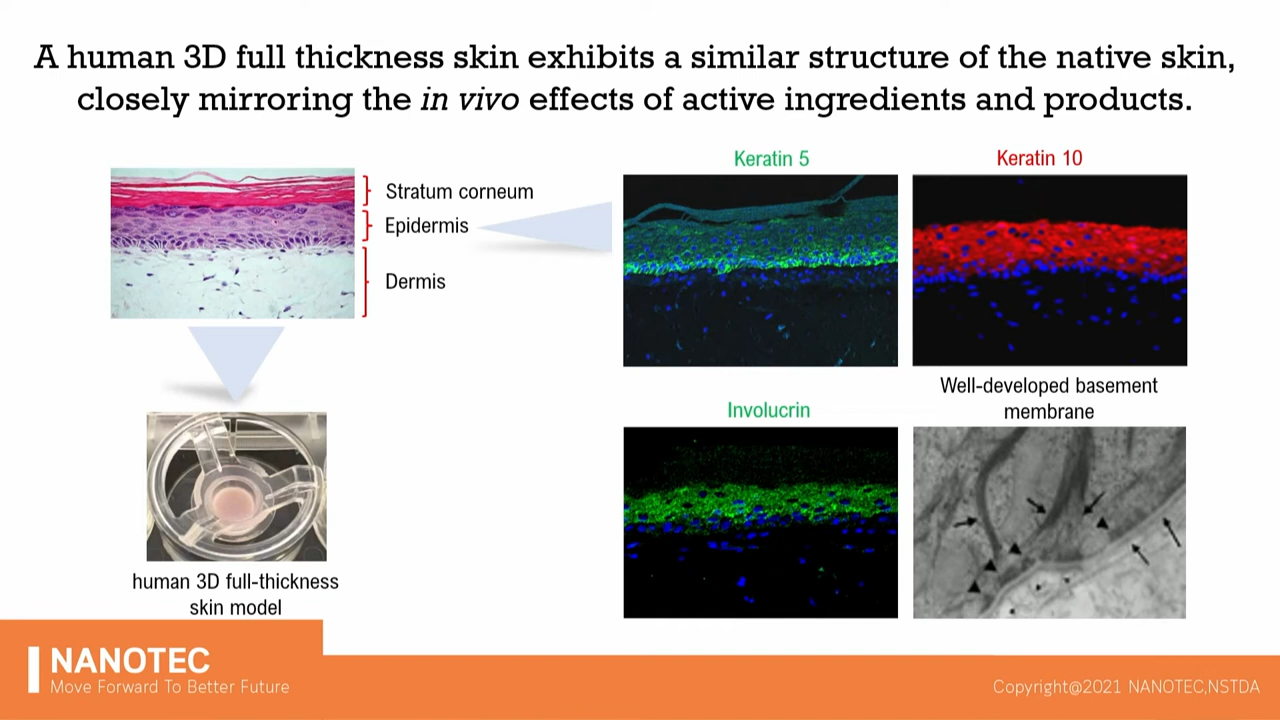 A human 3D full thickness skin exhibits a similar structure of the native skin,
closely mirroring the in vivo effects of active ingredients and products.
Stratum corneum
Epidermis
Dermis
human 3D full-thickness
skin model
Keratin 5
Keratin 10
Involucrin
Well-developed basement
membrane
NANOTEC
Move Forward To Better Future
Copyright@2021 NANOTEC,NSTDA